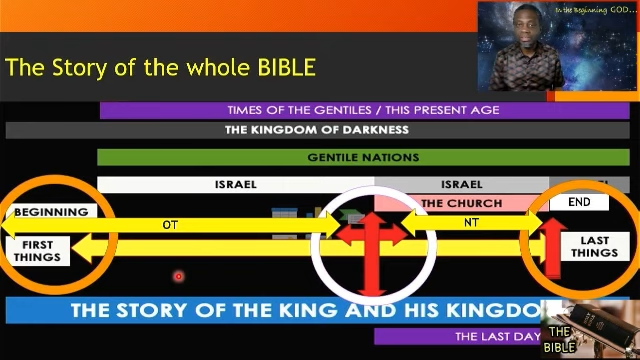 In the Beginning GOD...
The Story of the whole BIBLE
TIMES OF THE GENTILES / THIS PRESENT AGE
THE KINGDOM OF DARKNESS
GENTILE NATIONS
ISRAEL
ISRAEL
THE CHURCH
BEGINNING
END
OT
NT
FIRST
THINGS
LAST
THINGS
THE STORY OF THE KING AND HIS
THE LAST
THE
BIBLE